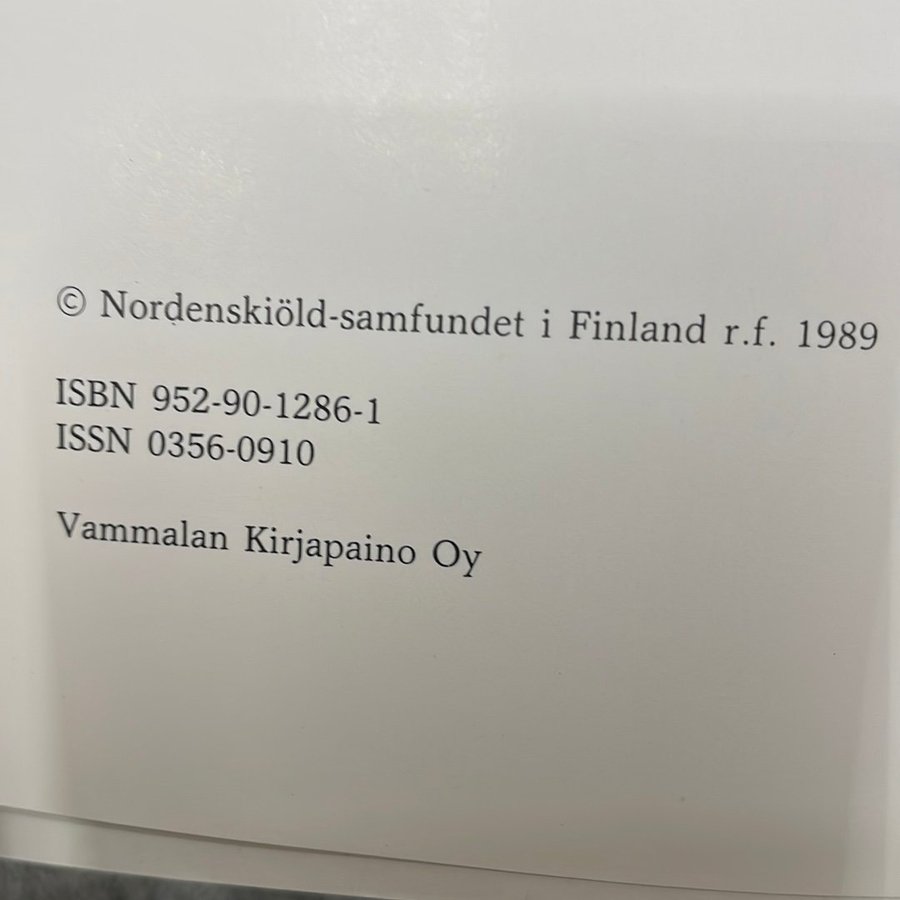 © Nordenskiöld-samfundet i Finland r.f. 1989
ISBN 952-90-1286-1
ISSN 0356-0910
Vammalan Kirjapaino Oy